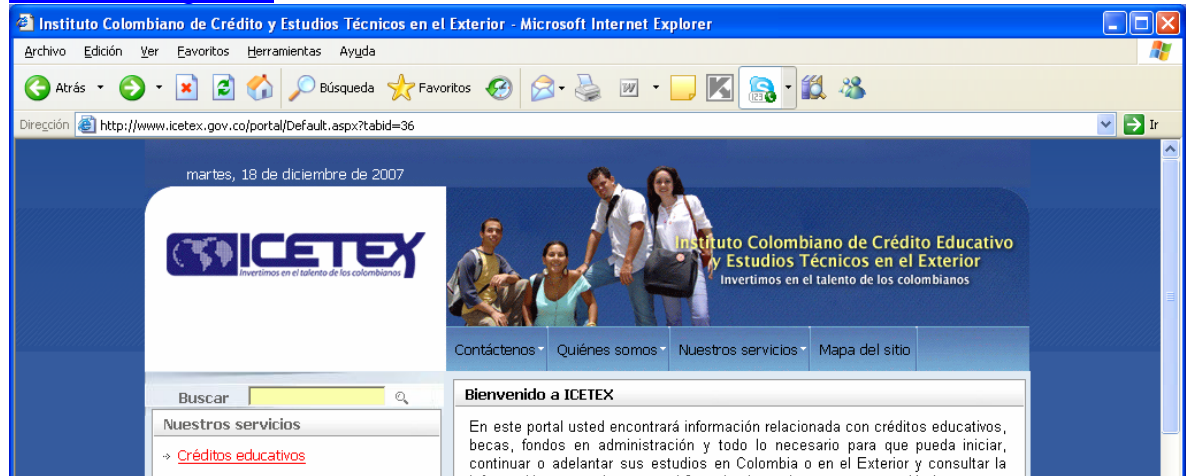 Instituto Colombiano de Crédito y Estudios Técnicos en el Exterior - Microsoft Internet Explorer
Archivo Edición Ver Favoritos Herramientas Ayuda
Atrás Búsqueda Favoritos W K 123
Dirección http://www.icetex.gov.co/portal/Default.aspx?tabid=36 Ir
martes, 18 de diciembre de 2007
ICETEX
Invertimos en el talento de los colombianos
Instituto Colombiano de Crédito Educativo
y Estudios Técnicos en el Exterior
Invertimos en el talento de los colombianos
Contáctenos Quiénes somos Nuestros servicios Mapa del sitio
Buscar
Nuestros servicios
Créditos educativos
Bienvenido a ICETEX
En este portal usted encontrará información relacionada con créditos educativos,
becas, fondos en administración y todo lo necesario para que pueda iniciar,
continuar o adelantar sus estudios en Colombia o en el Exterior y consultar la